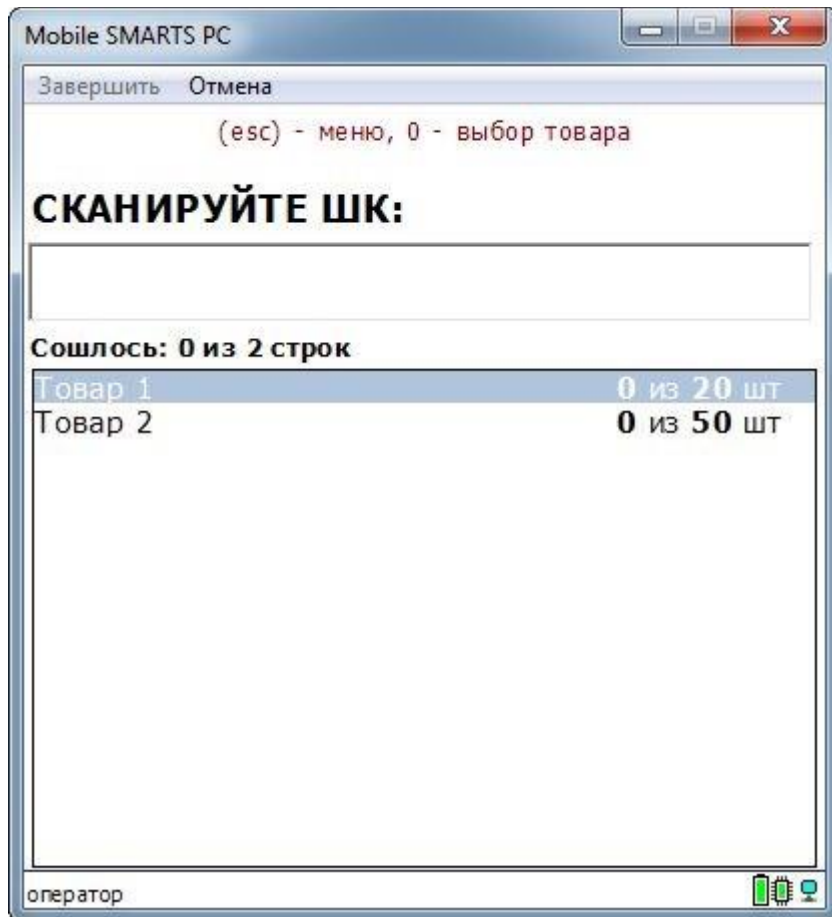 Mobile SMARTS PC
Завершить Отмена
(esc) - меню, 0 - выбор товара
СКАНИРУЙТЕ ШК:
Сошлось: 0 из 2 строк
Товар 1 0 из 20 шт
Товар 2 0 из 50 шт
оператор